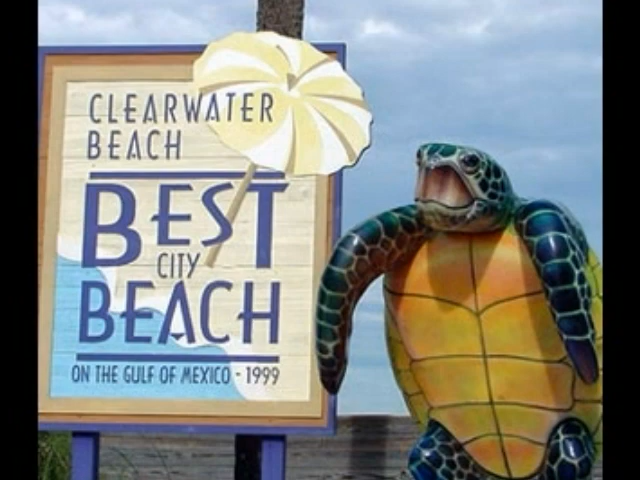 CLEARWATER
BEACH
BEST
CITY
BEACH
ON THE GULF OF MEXICO - 1999